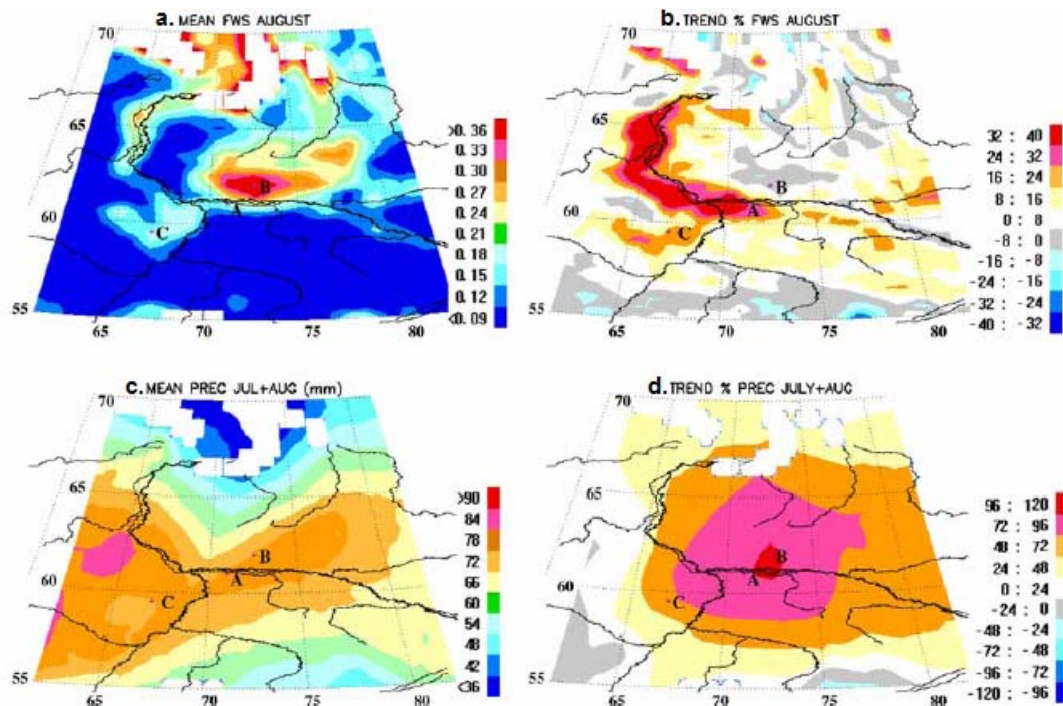 a. MEAN FWS AUGUST
70
65
60
55
65
70
75
80
B
A
C
>0.36
0.33
0.30
0.27
0.24
0.21
0.18
0.15
0.12
<0.09
b. TREND % FWS AUGUST
70
65
60
55
65
70
75
80
B
A
C
32 : 40
24 : 32
16 : 24
8 : 16
0 : 8
-8 : 0
-16 : -8
-24 : -16
-32 : -24
-40 : -32
c. MEAN PREC JUL+AUG (mm)
70
65
60
55
65
70
75
80
B
A
C
>90
84
78
72
66
60
54
48
42
<36
d. TREND % PREC JULY+AUG
70
65
60
55
65
70
75
80
B
A
C
96 : 120
72 : 96
48 : 72
24 : 48
0 : 24
-24 : 0
-48 : -24
-72 : -48
-96 : -72
-120 : -96